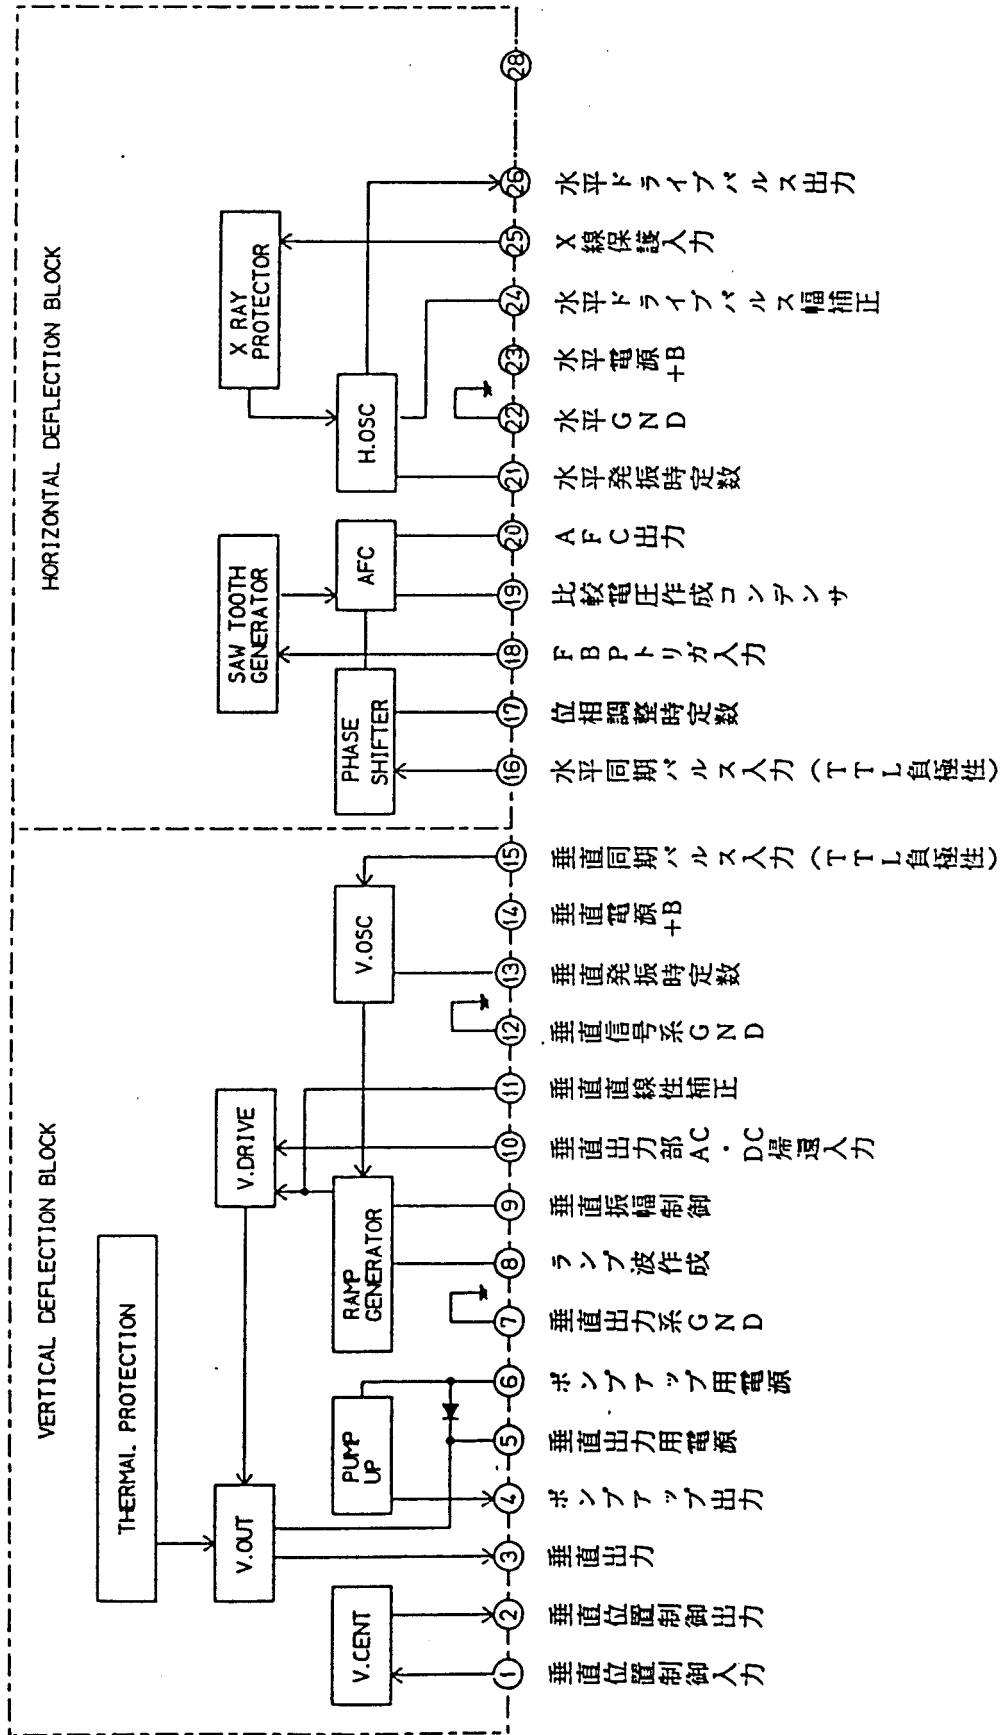 VERTICAL DEFLECTION BLOCK
HORIZONTAL DEFLECTION BLOCK
THERMAL PROTECTION
V.OUT
V.DRIVE
SAW TOOTH
GENERATOR
X RAY
PROTECTOR
V.CENT
PUMP
UP
RAMP
GENERATOR
V.OSC
PHASE
SHIFTER
AFC
H.OSC
1 垂直位置制御入力
2 垂直位置制御出力
3 垂直出力
4 ポンプアップ出力
5 垂直出力用電源
6 ポンプアップ用電源
7 垂直出力系GND
8 ランプ波作成
9 垂直振幅制御
10 垂直出力部AC・DC帰還入力
11 垂直直線性補正
12 垂直信号系GND
13 垂直発振時定数
14 垂直電源+B
15 垂直同期パルス入力(TTL負極性)
16 水平同期パルス入力(TTL負極性)
17 位相調整時定数
18 FBPトリガ入力
19 比較電圧作成コンデンサ
20 AFC出力
21 水平発振時定数
22 水平GND
23 水平電源+B
24 水平ドライブパルス幅補正
25 X線保護入力
26 水平ドライブパルス出力
28